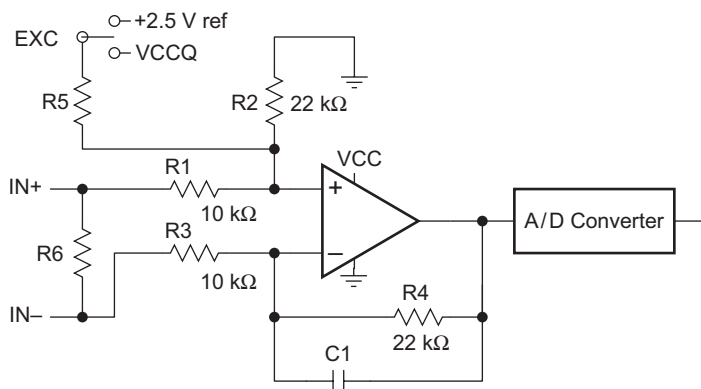 +2.5 V ref
EXC
VCCQ
R5
R2
22 kΩ
VCC
IN+
R1
10 kΩ
+
A/D Converter
R3
10 kΩ
–
R6
IN–
R4
22 kΩ
C1